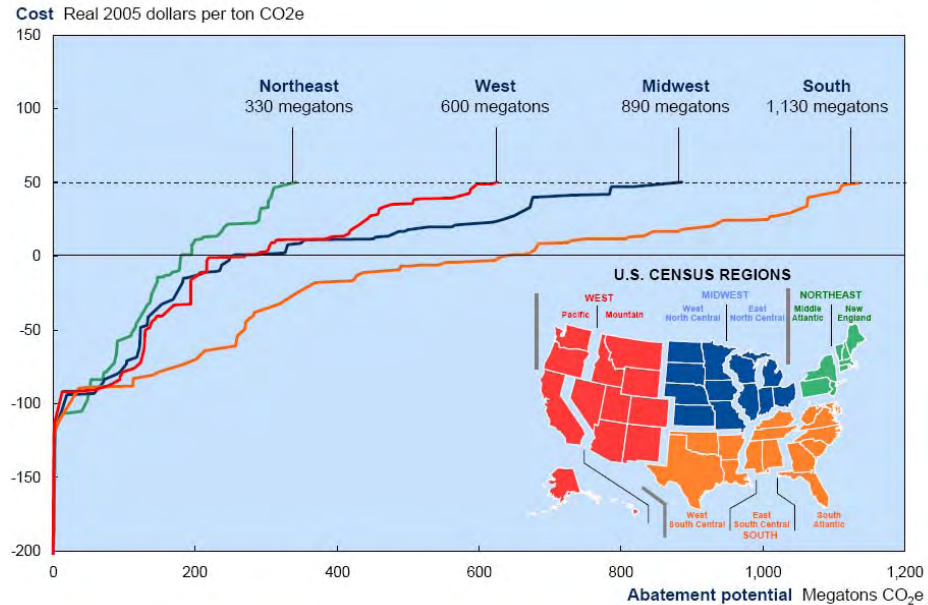 Cost Real 2005 dollars per ton CO2e
150
100
50
0
-50
-100
-150
-200
Northeast
330 megatons
West
600 megatons
Midwest
890 megatons
South
1,130 megatons
U.S. CENSUS REGIONS
WEST
Pacific
Mountain
MIDWEST
West
North Central
East
North Central
NORTHEAST
Middle
Atlantic
New
England
West
South Central
East
South Central
SOUTH
South
Atlantic
0
200
400
600
800
1,000
1,200
Abatement potential Megatons CO₂e